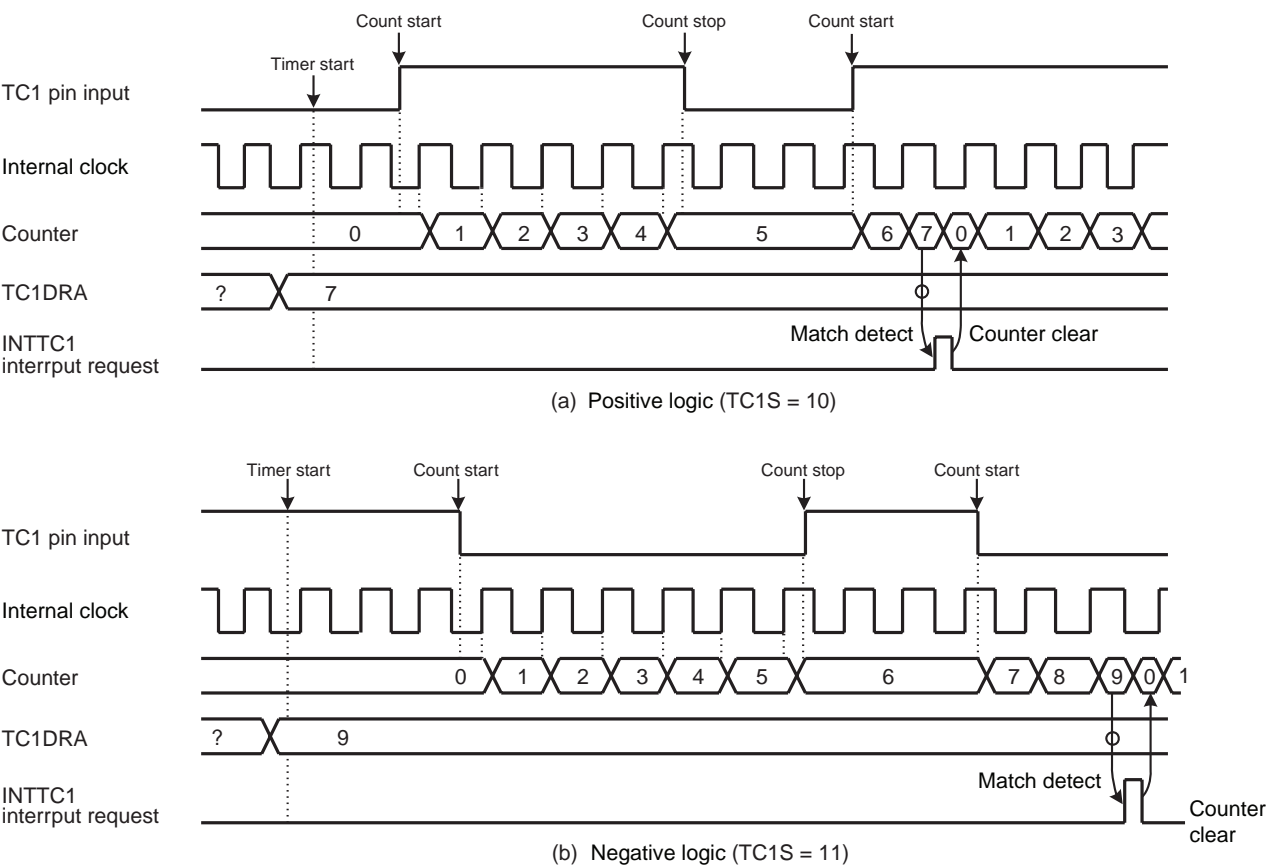 Count start Count stop Count start
Timer start
TC1 pin input
Internal clock
Counter 0 1 2 3 4 5 6 7 0 1 2 3
TC1DRA ? 7
Match detect Counter clear
INTTC1
interrput request
(a) Positive logic (TC1S = 10)
Timer start Count start Count stop Count start
TC1 pin input
Internal clock
Counter 0 1 2 3 4 5 6 7 8 9 0 1
TC1DRA ? 9
Match detect
INTTC1
interrput request
Counter
clear
(b) Negative logic (TC1S = 11)